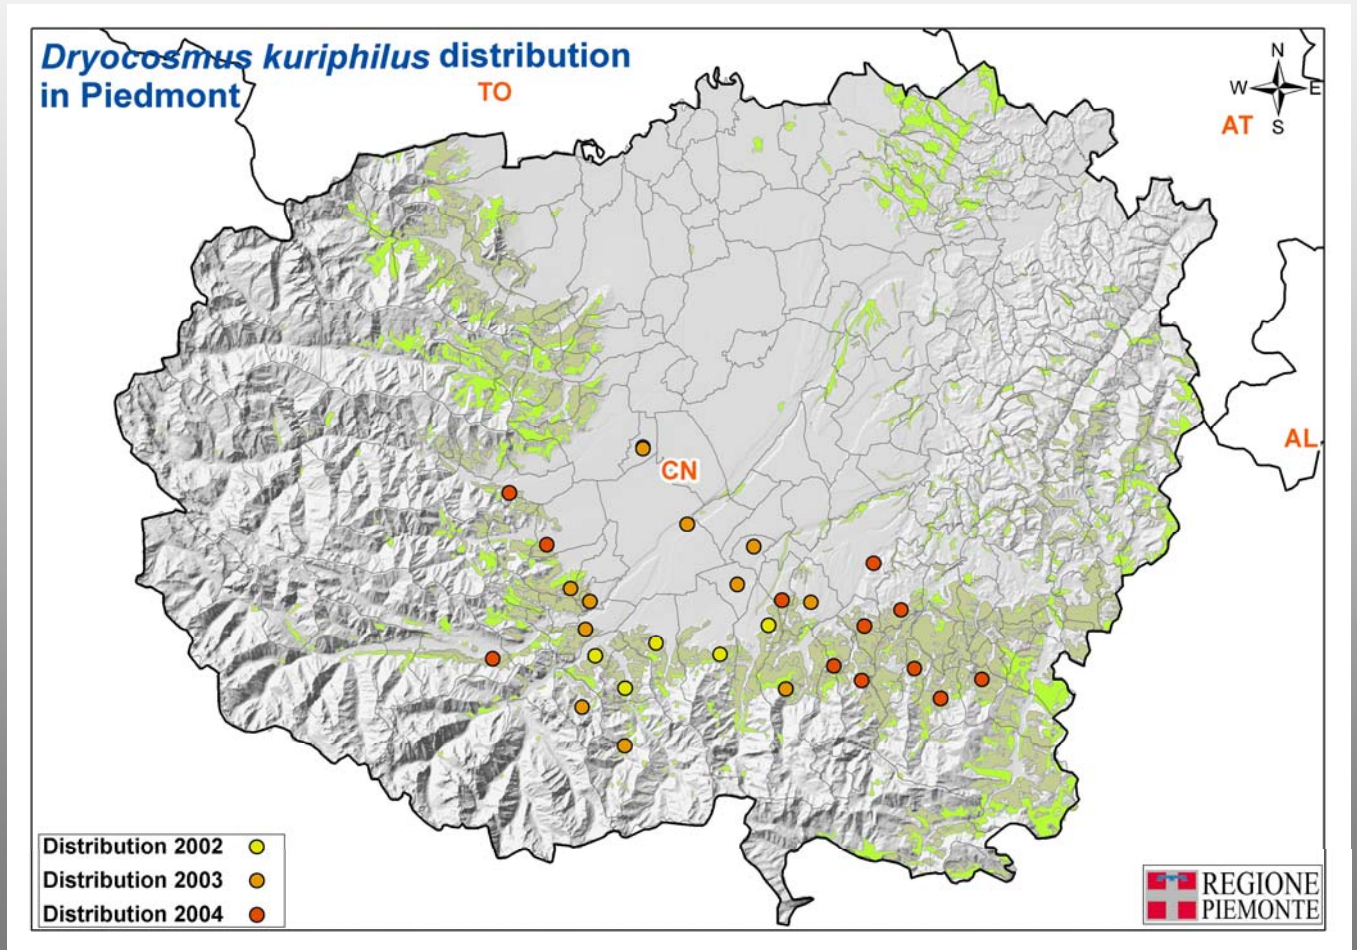 Dryocosmus kuriphilus distribution
in Piedmont
TO
N
W E
S
AT
AL
CN
Distribution 2002
Distribution 2003
Distribution 2004
REGIONE
PIEMONTE